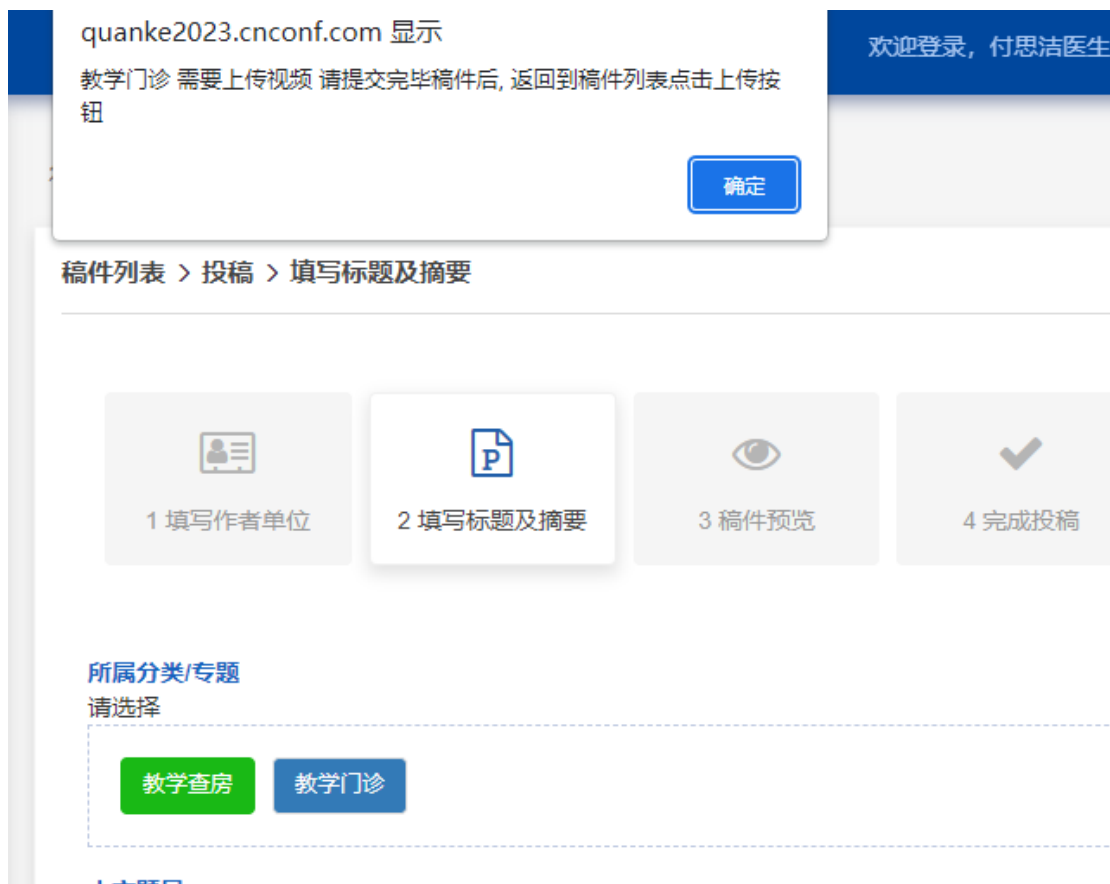 quanke2023.cnconf.com 显示
欢迎登录，付思洁医生
教学门诊 需要上传视频 请提交完毕稿件后, 返回到稿件列表点击上传按
钮
确定
稿件列表 > 投稿 > 填写标题及摘要
1 填写作者单位
2 填写标题及摘要
3 稿件预览
4 完成投稿
所属分类/专题
请选择
教学查房
教学门诊